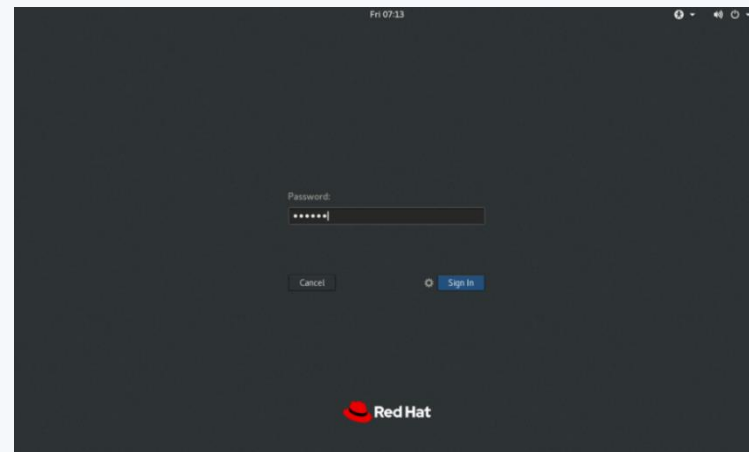 Fri 07:13
Password:
••••••
Cancel
Sign In
Red Hat